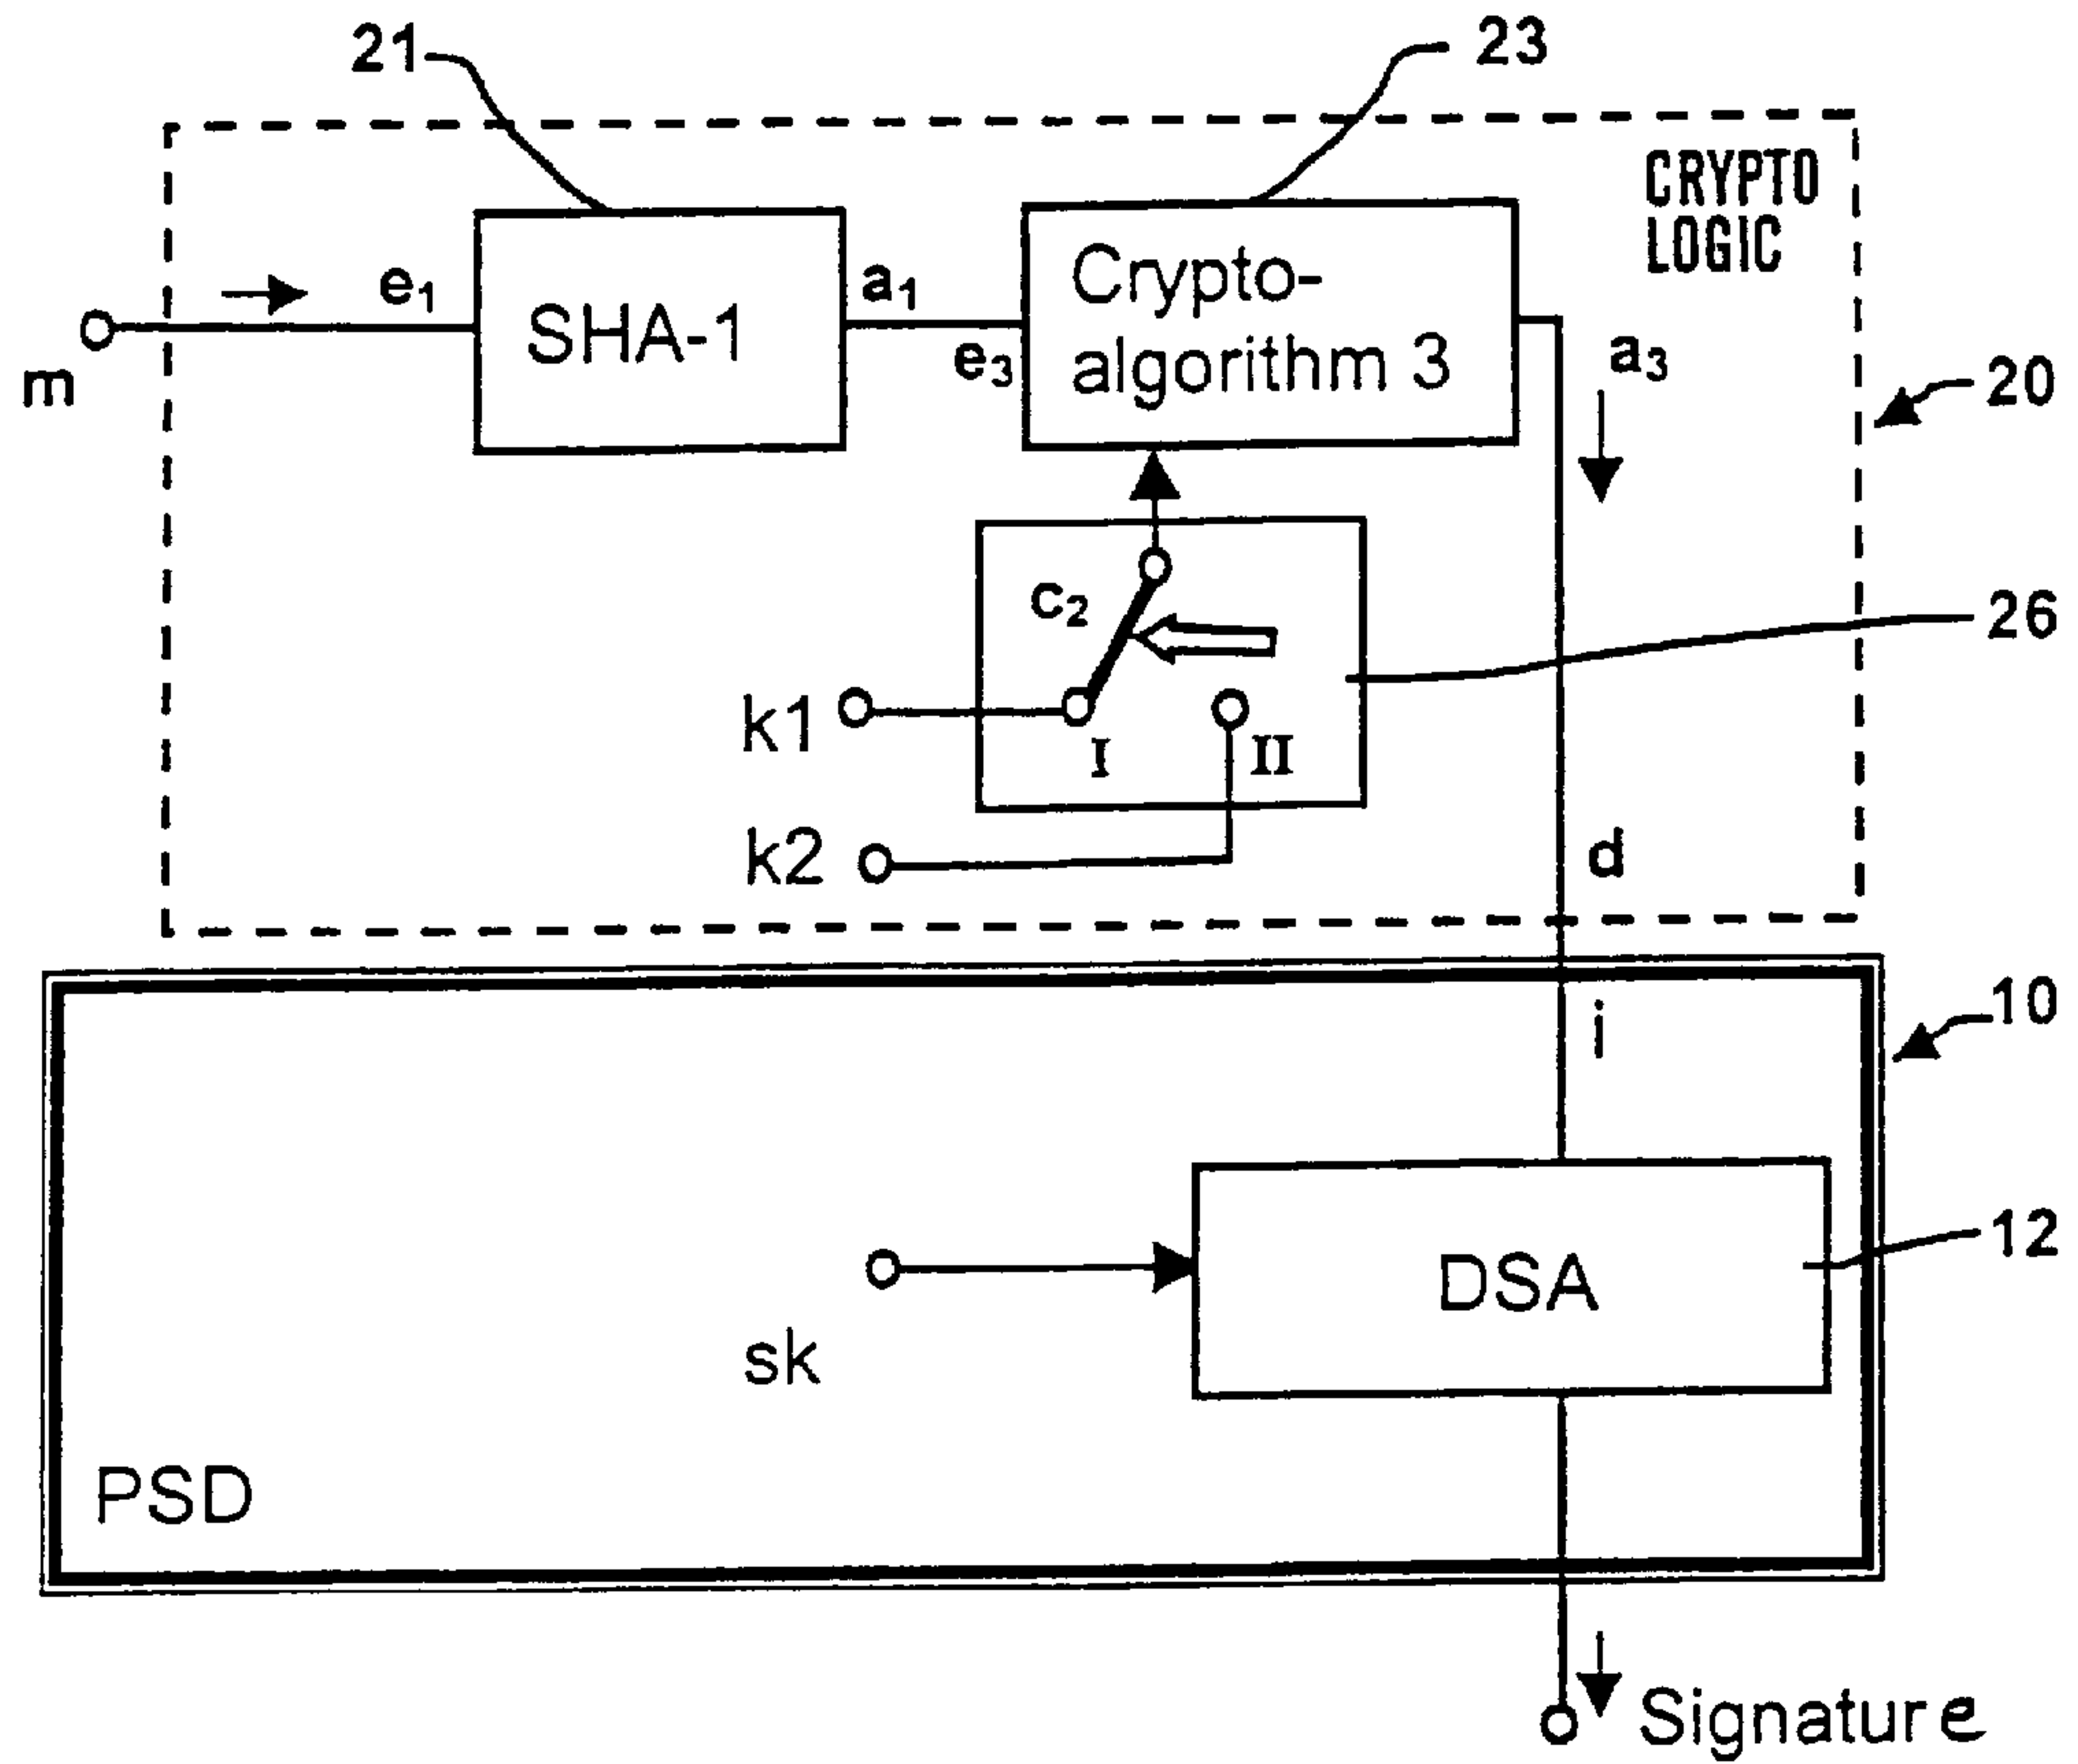 21
23
CRYPTO
LOGIC
e₁
SHA-1
a₁
e₃
Crypto-
algorithm 3
a₃
m
20
c₂
26
k1
I
II
k2
d
i
10
DSA
12
sk
PSD
Signature